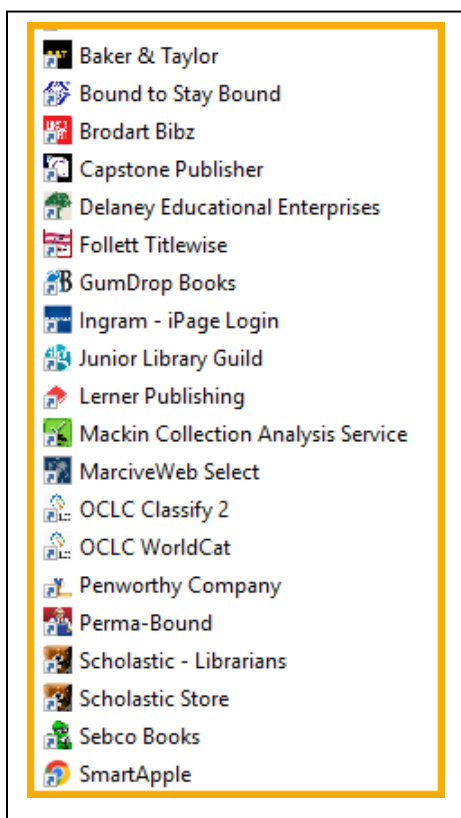 Baker & Taylor
Bound to Stay Bound
Brodart Bibz
Capstone Publisher
Delaney Educational Enterprises
Follett Titlewise
GumDrop Books
Ingram - iPage Login
Junior Library Guild
Lerner Publishing
Mackin Collection Analysis Service
MarciveWeb Select
OCLC Classify 2
OCLC WorldCat
Penworthy Company
Perma-Bound
Scholastic - Librarians
Scholastic Store
Sebco Books
SmartApple